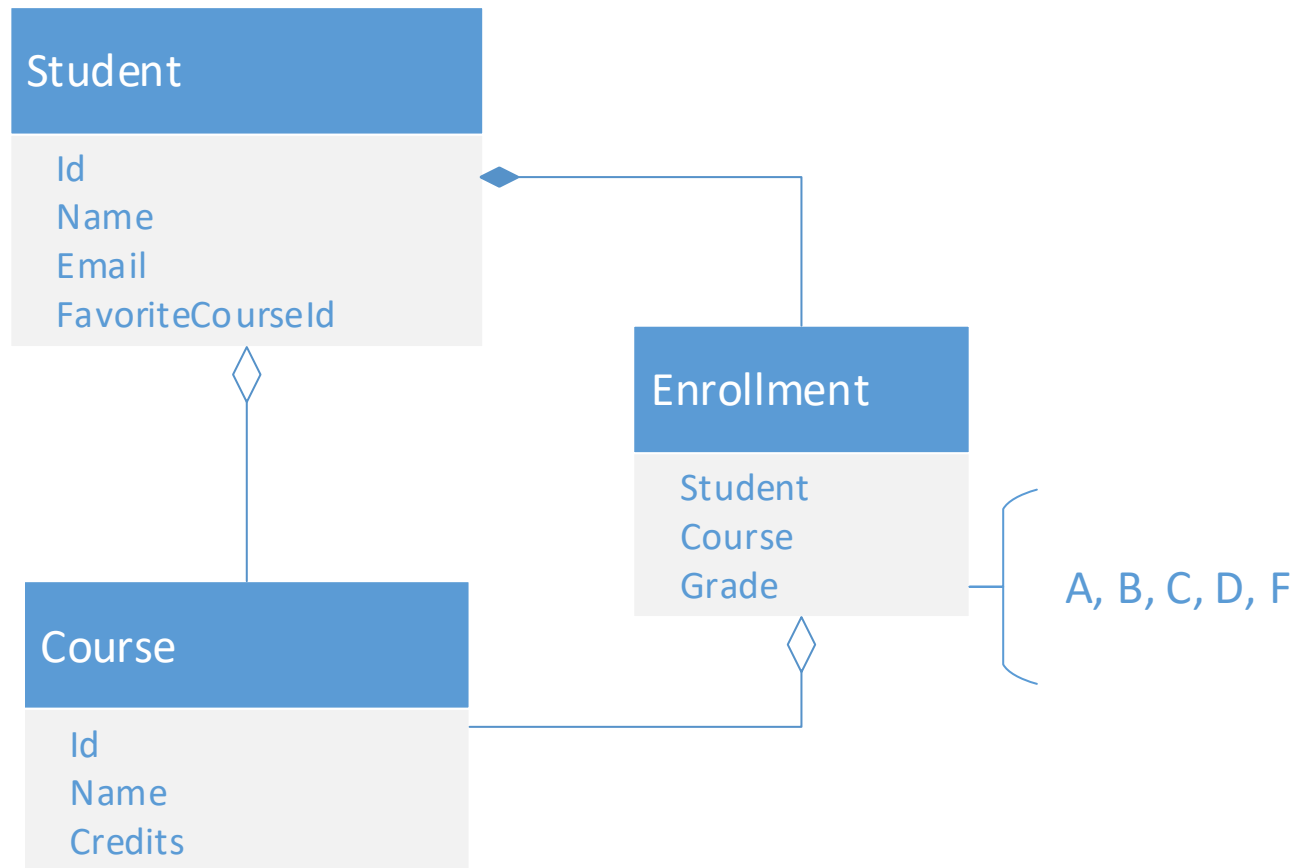 Student
Id
Name
Email
FavoriteCourseId
Enrollment
Student
Course
Grade
A, B, C, D, F
Course
Id
Name
Credits